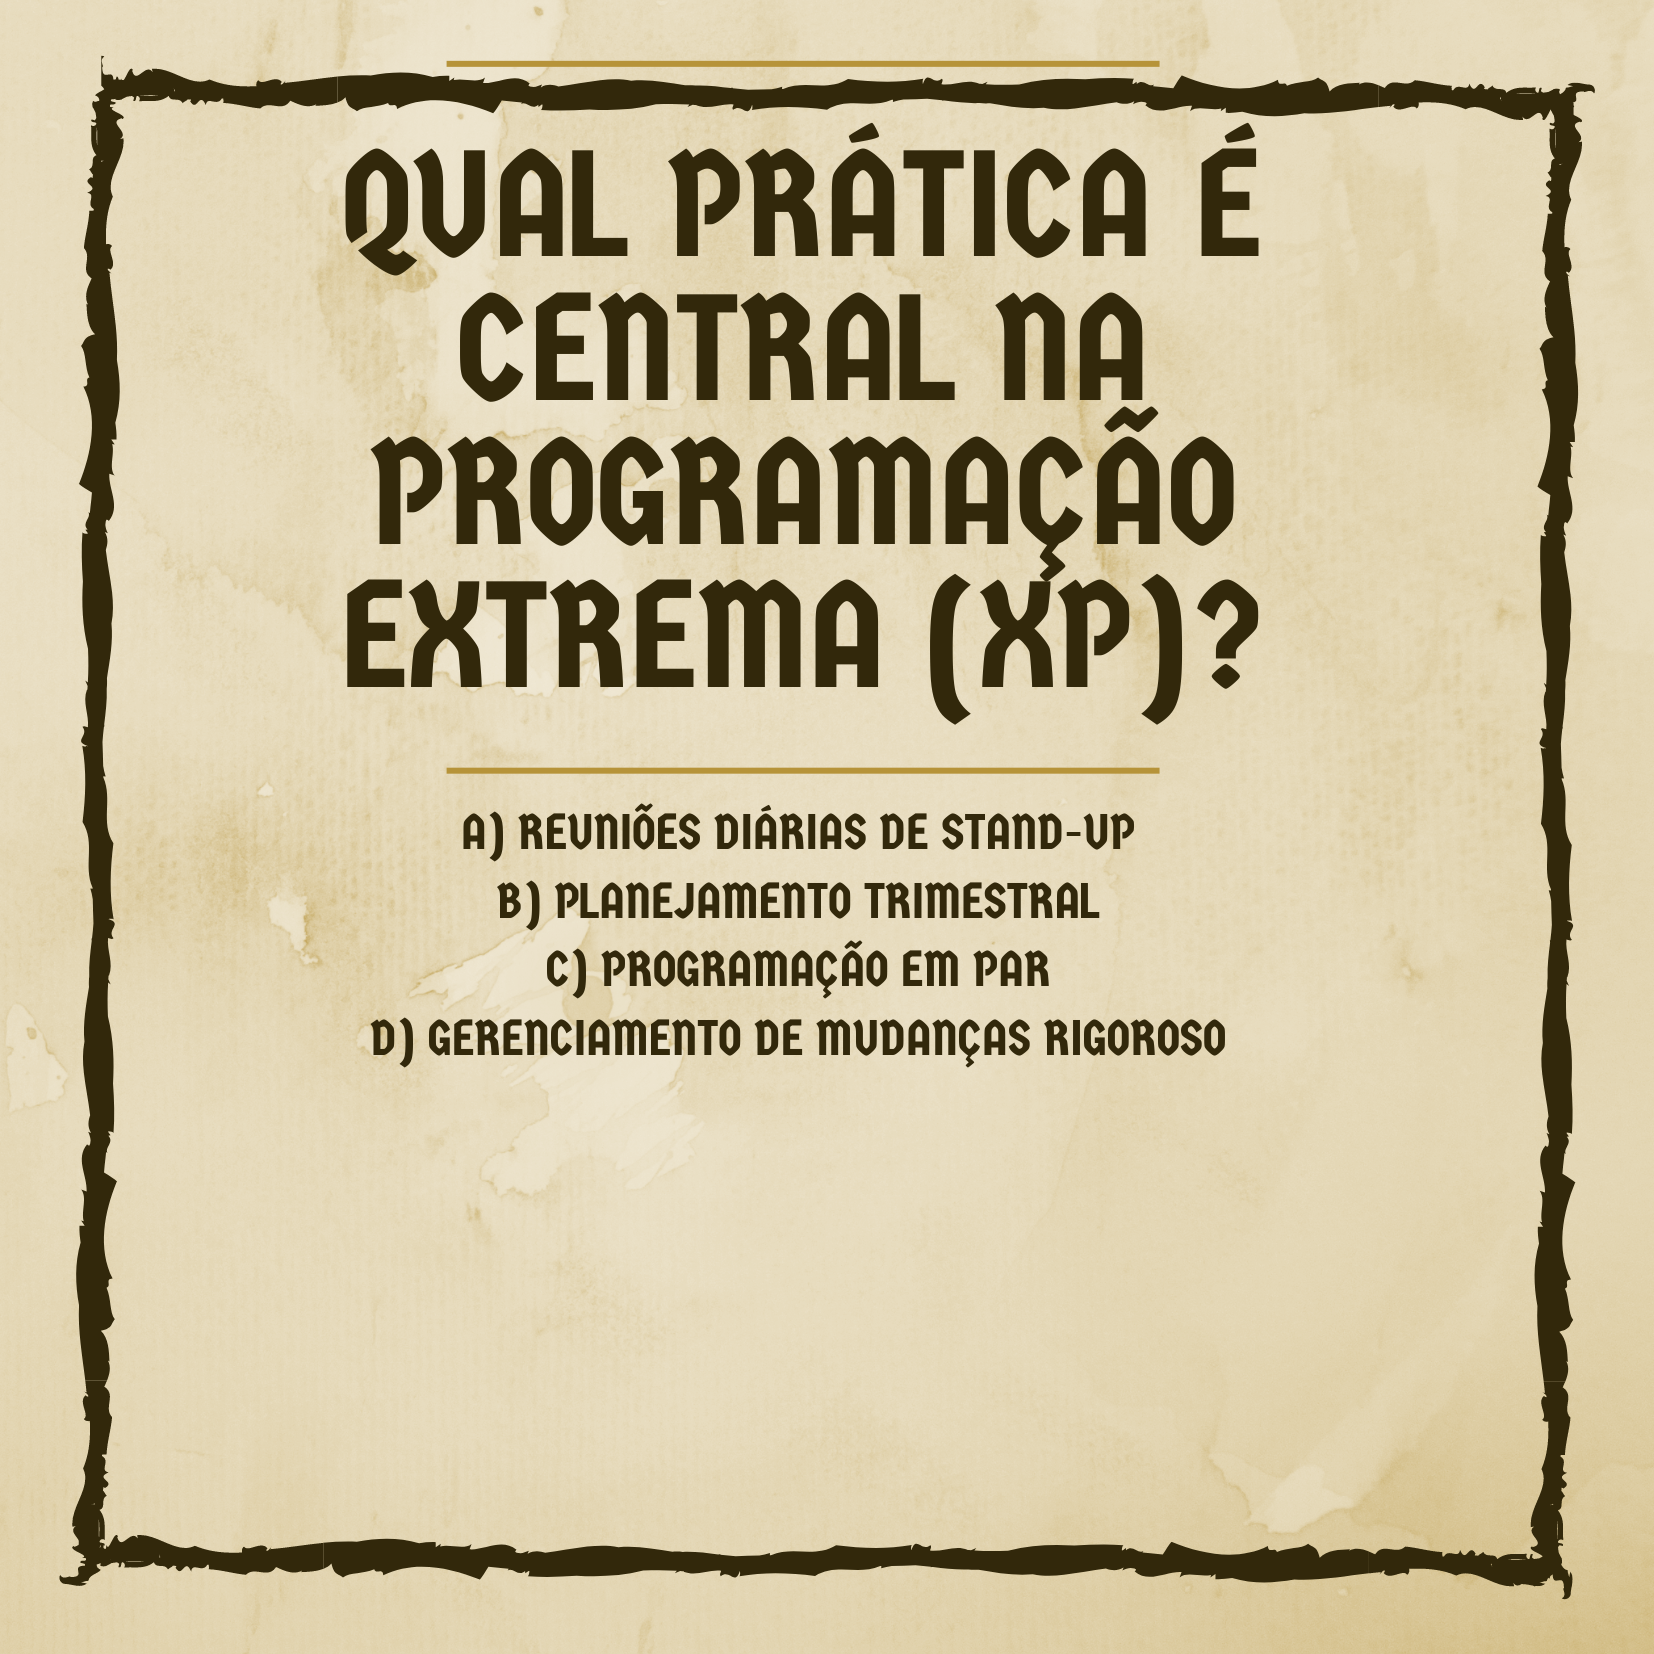 QUAL PRÁTICA É
CENTRAL NA
PROGRAMAÇÃO
EXTREMA (XP)?
A) REUNIÕES DIÁRIAS DE STAND-UP
B) PLANEJAMENTO TRIMESTRAL
C) PROGRAMAÇÃO EM PAR
D) GERENCIAMENTO DE MUDANÇAS RIGOROSO